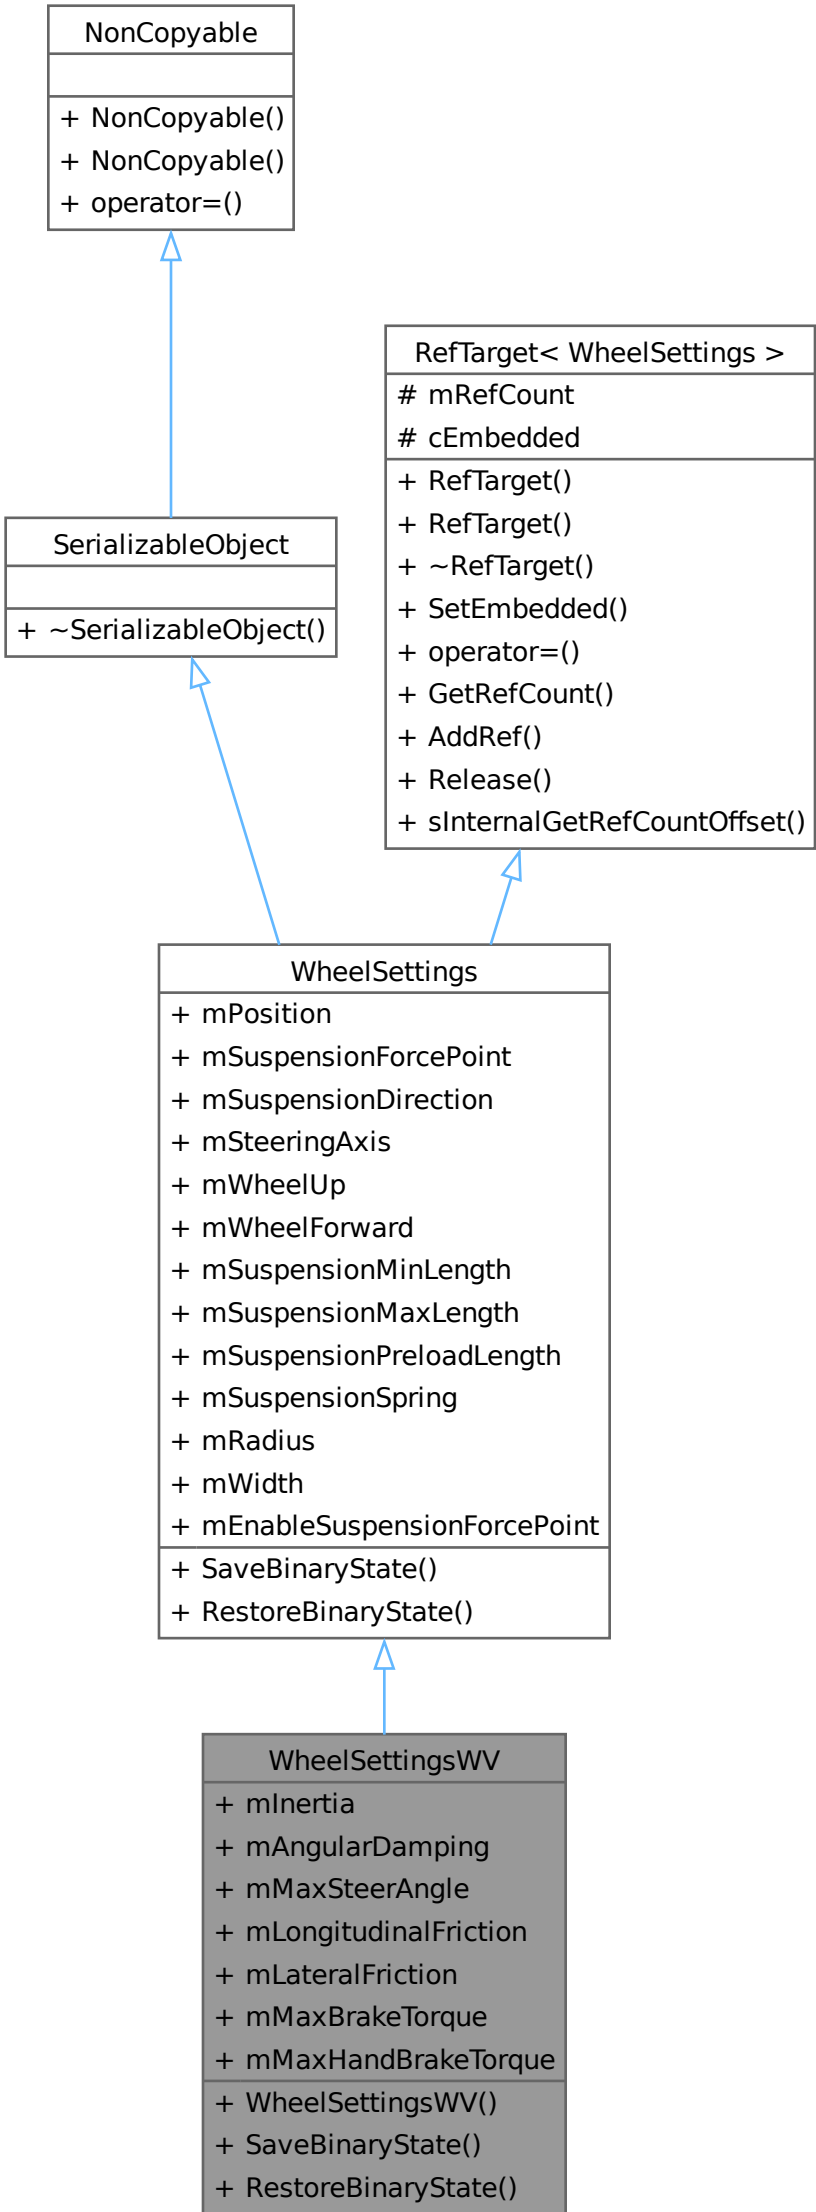 NonCopyable
+ NonCopyable()
+ NonCopyable()
+ operator=()
RefTarget< WheelSettings >
# mRefCount
# cEmbedded
+ RefTarget()
+ RefTarget()
+ ~RefTarget()
+ SetEmbedded()
+ operator=()
+ GetRefCount()
+ AddRef()
+ Release()
+ sInternalGetRefCountOffset()
SerializableObject
+ ~SerializableObject()
WheelSettings
+ mPosition
+ mSuspensionForcePoint
+ mSuspensionDirection
+ mSteeringAxis
+ mWheelUp
+ mWheelForward
+ mSuspensionMinLength
+ mSuspensionMaxLength
+ mSuspensionPreloadLength
+ mSuspensionSpring
+ mRadius
+ mWidth
+ mEnableSuspensionForcePoint
+ SaveBinaryState()
+ RestoreBinaryState()
WheelSettingsWV
+ mInertia
+ mAngularDamping
+ mMaxSteerAngle
+ mLongitudinalFriction
+ mLateralFriction
+ mMaxBrakeTorque
+ mMaxHandBrakeTorque
+ WheelSettingsWV()
+ SaveBinaryState()
+ RestoreBinaryState()